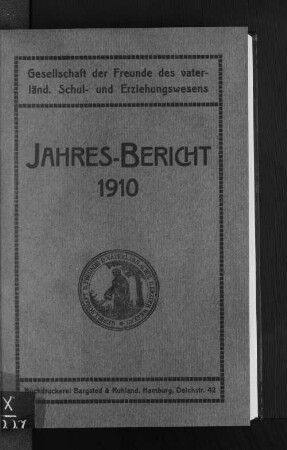 Gesellschaft der Freunde des vater-
länd. Schul- und Erziehungswesens
JAHRES-BERICHT
1910
Buchdruckerei Bargsted & Ruhland, Hamburg, Deichstr. 42
X